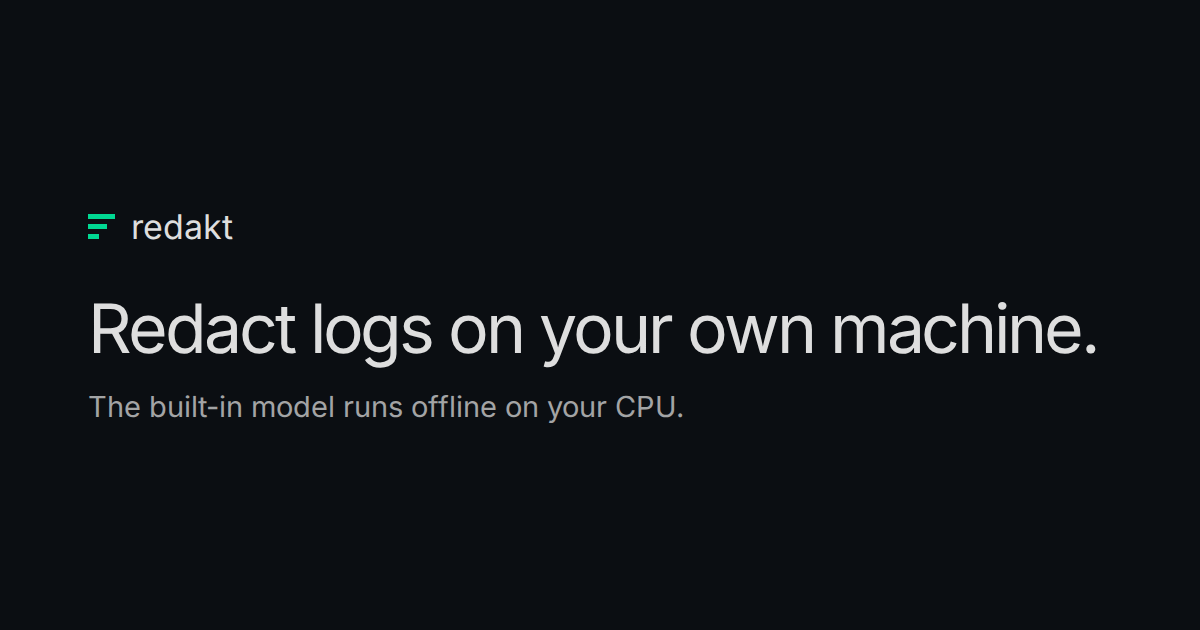 redakt
Redact logs on your own machine.
The built-in model runs offline on your CPU.